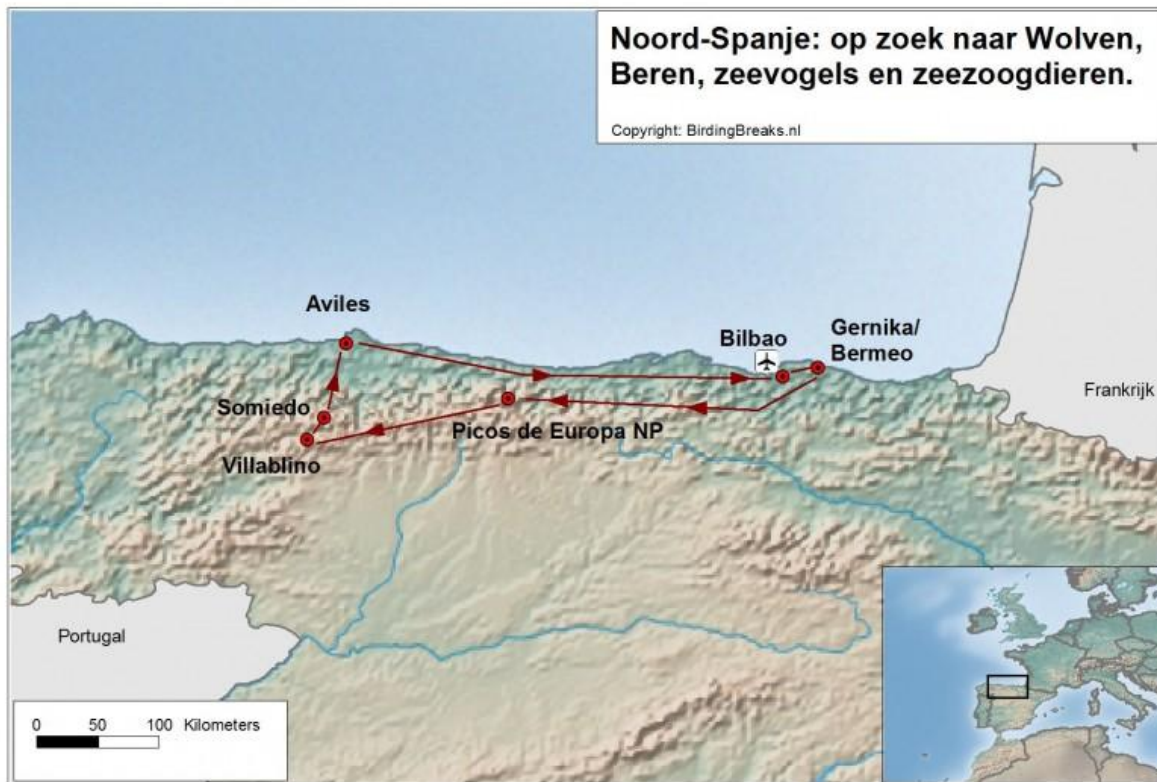 Noord-Spanje: op zoek naar Wolven,
Beren, zeevogels en zeezoogdieren.
Copyright: BirdingBreaks.nl
Aviles
Bilbao
Gernika/
Bermeo
Frankrijk
Somiedo
Picos de Europa NP
Villablino
Portugal
0 50 100 Kilometers